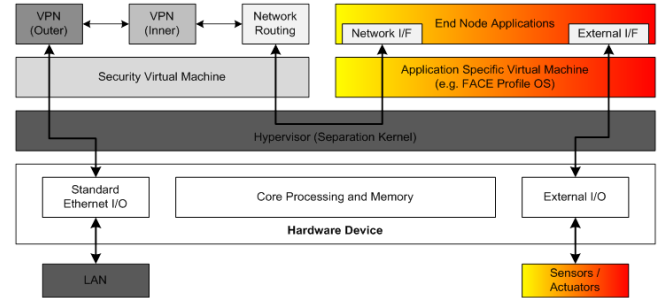 VPN
(Outer)
VPN
(Inner)
Network
Routing
End Node Applications
Network I/F
External I/F
Security Virtual Machine
Application Specific Virtual Machine
(e.g. FACE Profile OS)
Hypervisor (Separation Kernel)
Standard
Ethernet I/O
Core Processing and Memory
External I/O
Hardware Device
LAN
Sensors /
Actuators